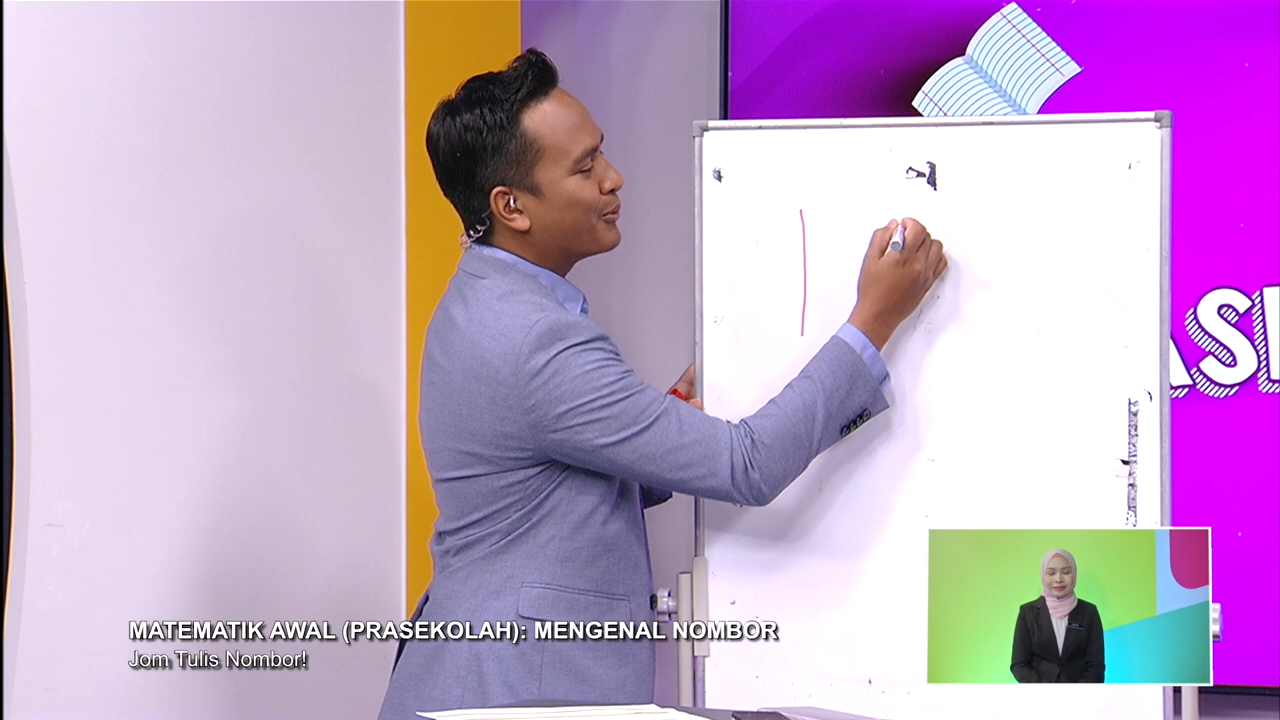 MATEMATIK AWAL (PRASEKOLAH): MENGENAL NOMBOR
Jom Tulis Nombor!